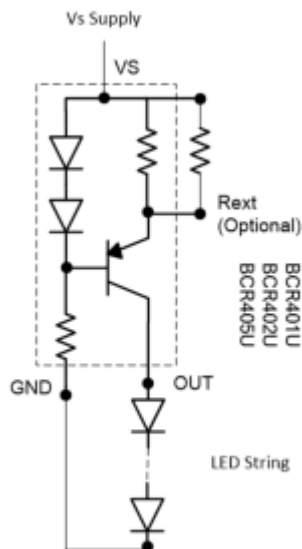 Vs Supply
VS
Rext
(Optional)
BCR401U
BCR402U
BCR405U
GND
OUT
LED String